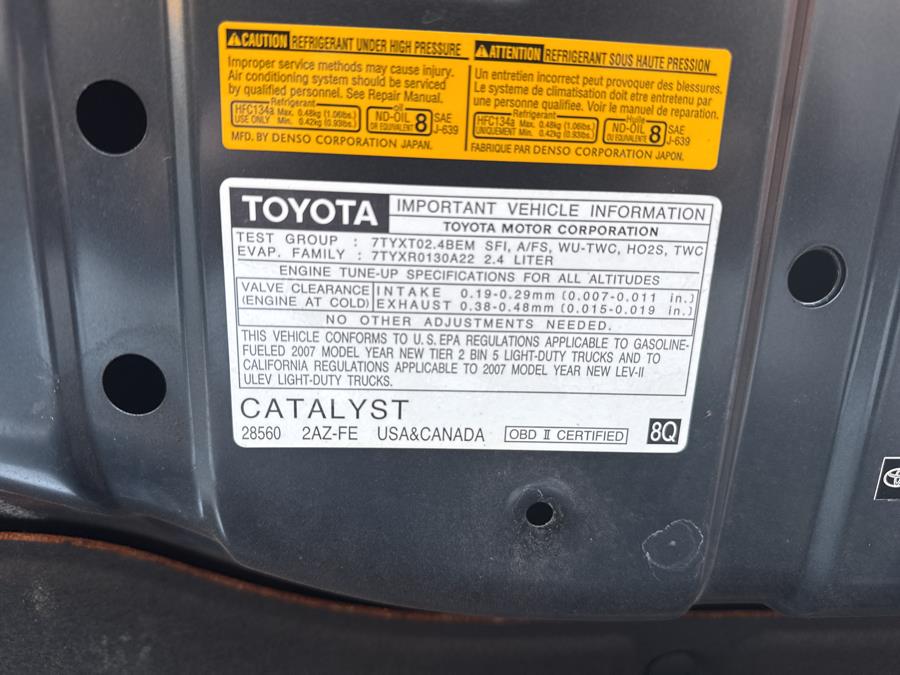 CAUTION REFRIGERANT UNDER HIGH PRESSURE
Improper service methods may cause injury.
Air conditioning system should be serviced
by qualified personnel. See Repair Manual.
Refrigerant
HFC134a Max. 0.48kg (1.06lbs)
USE ONLY Min. 0.42kg (0.93lbs)
Oil
ND-OIL 8 SAE
OR EQUIVALENT J-639
MFD. BY DENSO CORPORATION JAPAN.
ATTENTION REFRIGERANT SOUS HAUTE PRESSION
Un entretien incorrect peut provoquer des blessures.
Le systeme de climatisation doit être entretenu par
une personne qualifiee. Voir le manuel de reparation.
Refrigerant
HFC134a Max. 0.48kg (1.06lbs)
UNIQUEMENT Min. 0.42kg (0.93lbs)
Huile
ND-OIL 8 SAE
OU EQUIVALENTE J-639
FABRIQUE PAR DENSO CORPORATION JAPON.
TOYOTA IMPORTANT VEHICLE INFORMATION
TOYOTA MOTOR CORPORATION
TEST GROUP : 7TYXT02.4BEM SFI, A/FS, WU-TWC, HO2S, TWC
EVAP. FAMILY : 7TYXR0130A22 2.4 LITER
ENGINE TUNE-UP SPECIFICATIONS FOR ALL ALTITUDES
VALVE CLEARANCE INTAKE 0.19-0.29mm (0.007-0.011 in.)
(ENGINE AT COLD) EXHAUST 0.38-0.48mm (0.015-0.019 in.)
NO OTHER ADJUSTMENTS NEEDED.
THIS VEHICLE CONFORMS TO U.S. EPA REGULATIONS APPLICABLE TO GASOLINE-
FUELED 2007 MODEL YEAR NEW TIER 2 BIN 5 LIGHT-DUTY TRUCKS AND TO
CALIFORNIA REGULATIONS APPLICABLE TO 2007 MODEL YEAR NEW LEV-II
ULEV LIGHT-DUTY TRUCKS.
CATALYST
28560 2AZ-FE USA&CANADA OBD II CERTIFIED 8Q